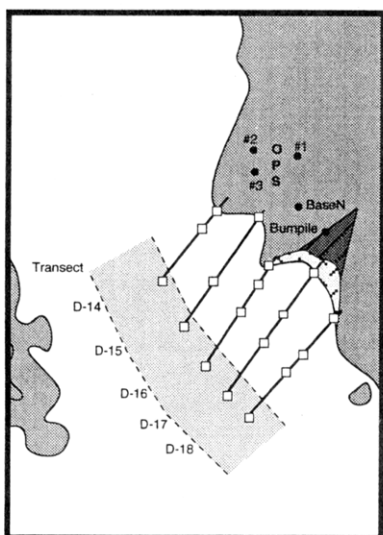 #2
G
P
S
#1
#3
BaseN
Bumpile
Transect
D-14
D-15
D-16
D-17
D-18